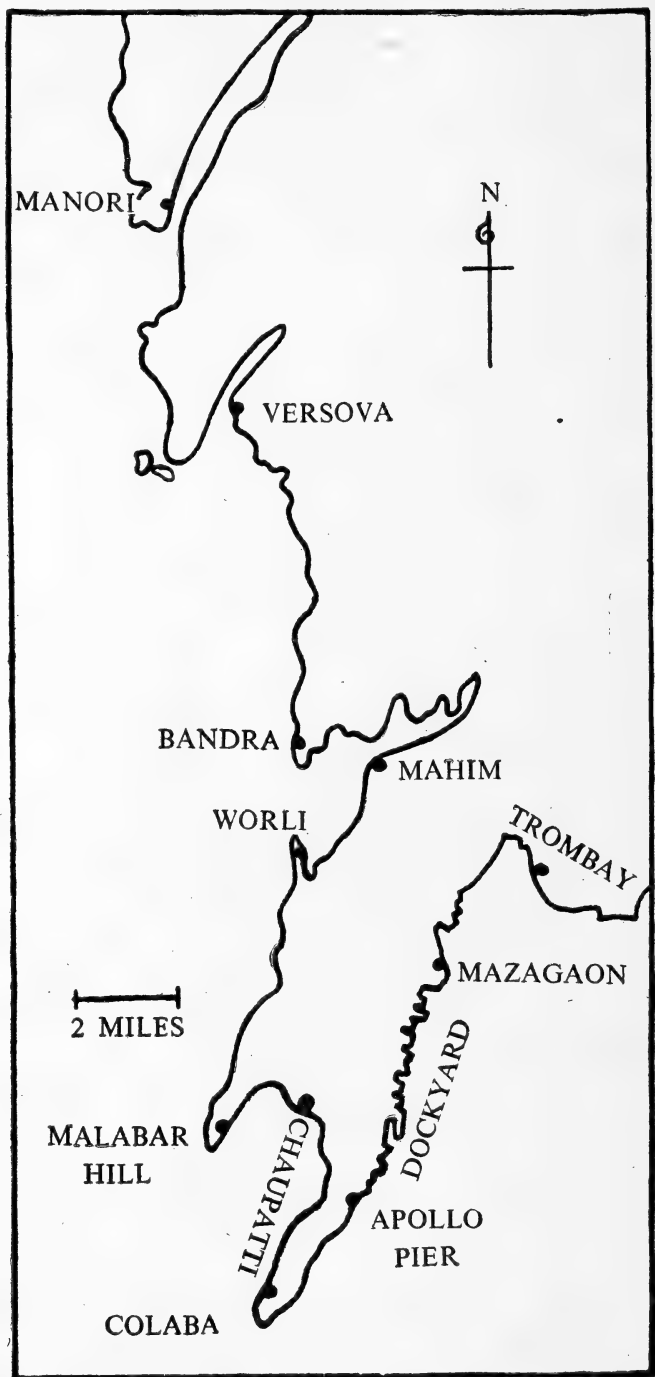 N
MANORI
VERSOVA
BANDRA
MAHIM
WORLI
TROMBAY
MAZAGAON
2 MILES
DOCKYARD
MALABAR
HILL
CHAUPATTI
APOLLO
PIER
COLABA